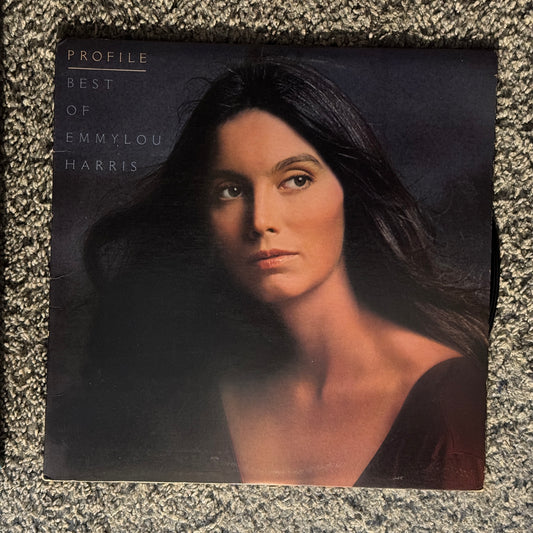 PROFILE
BEST
OF
EMMYLOU
HARRIS